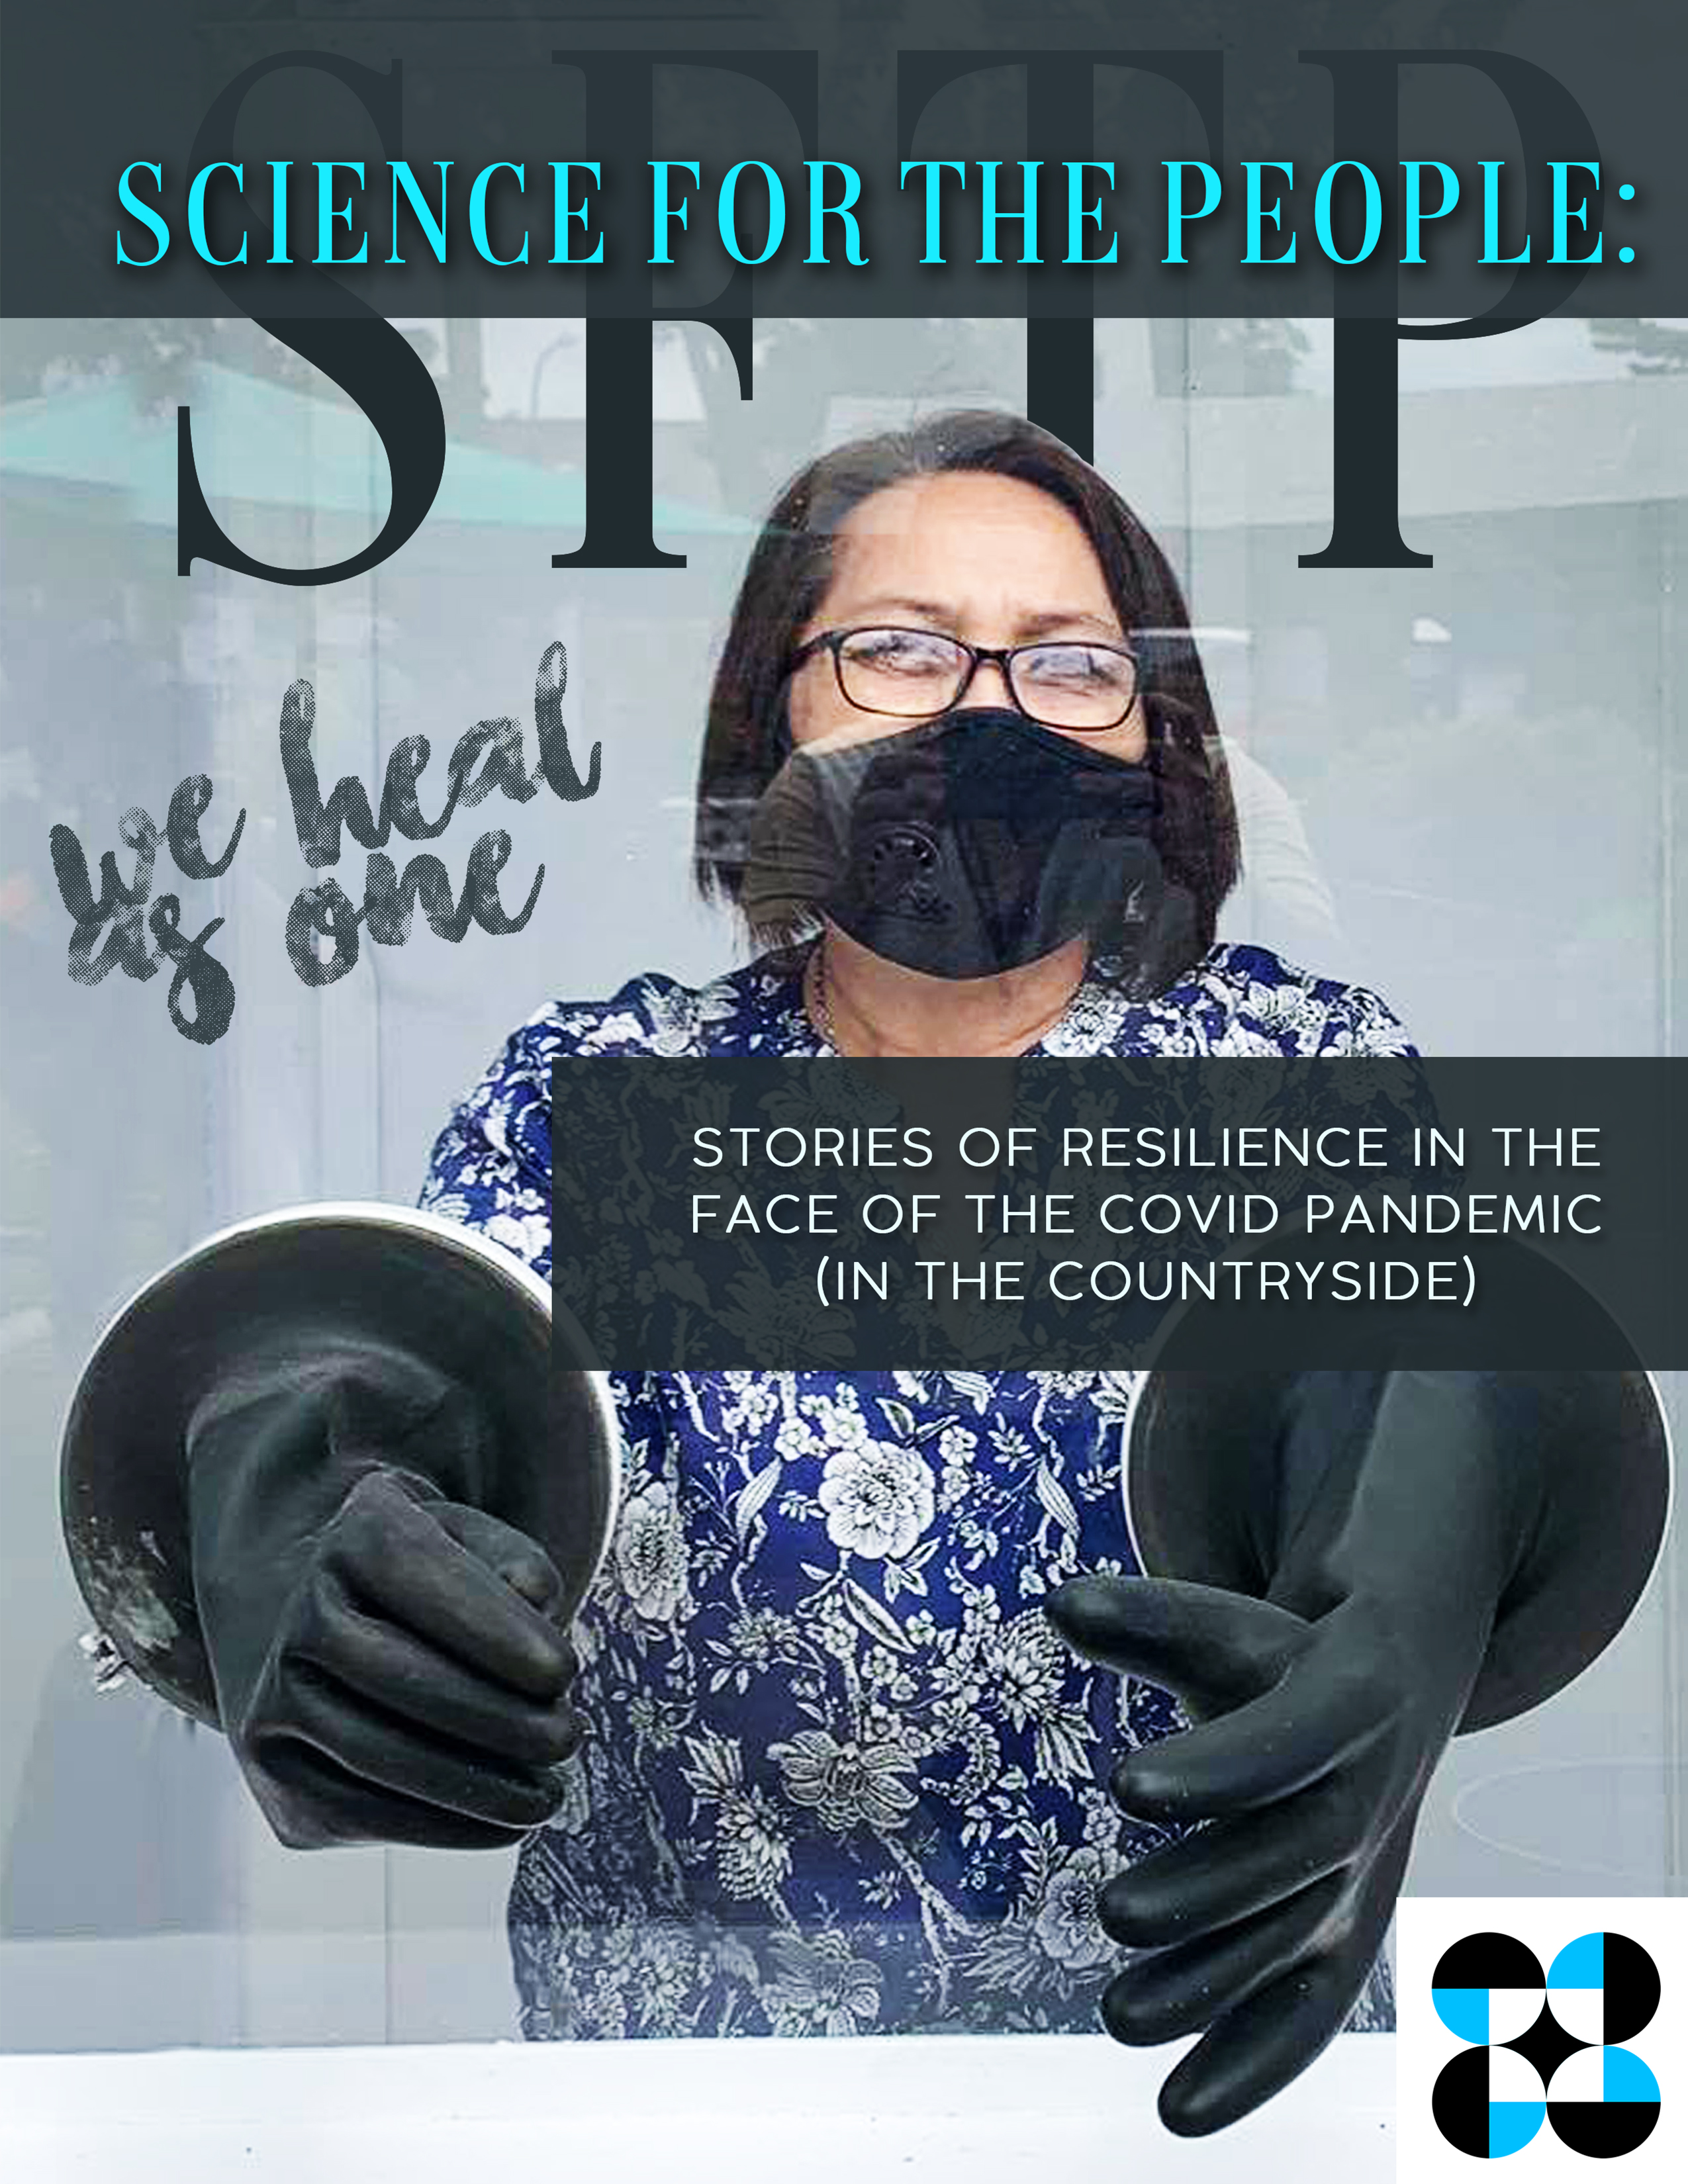 SFTP
SCIENCE FOR THE PEOPLE:
we heal
as one
STORIES OF RESILIENCE IN THE
FACE OF THE COVID PANDEMIC
(IN THE COUNTRYSIDE)